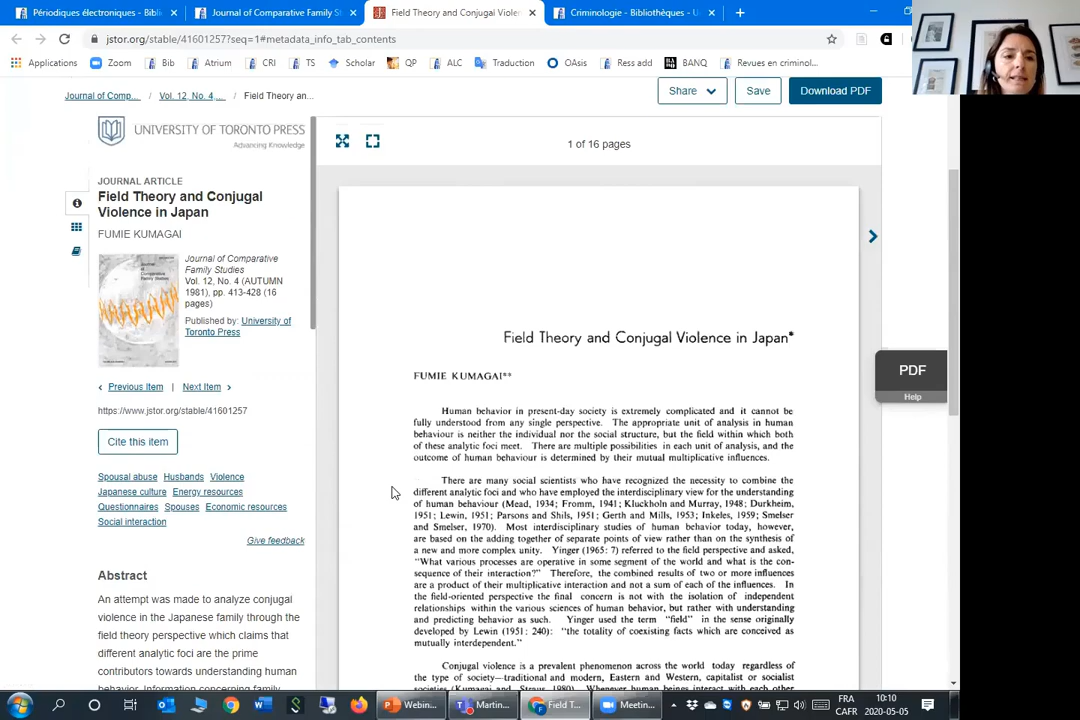 Périodiques électroniques - Bibli
Journal of Comparative Family S
Field Theory and Conjugal Violen
Criminologie - Bibliothèques - U
jstor.org/stable/41601257?seq=1#metadata_info_tab_contents
Applications
Zoom
Bib
Atrium
CRI
TS
Scholar
QP
ALC
Traduction
OAsis
Ress add
BANQ
Revues en criminol...
Journal of Comp... / Vol. 12, No. 4,... / Field Theory an...
Share
Save
Download PDF
UNIVERSITY OF TORONTO PRESS
Advancing Knowledge
1 of 16 pages
JOURNAL ARTICLE
Field Theory and Conjugal
Violence in Japan
FUMIE KUMAGAI
Journal of Comparative
Family Studies
Vol. 12, No. 4 (AUTUMN
1981), pp. 413-428 (16
pages)
Published by: University of
Toronto Press
Previous Item | Next Item
https://www.jstor.org/stable/41601257
Cite this item
Spousal abuse Husbands Violence
Japanese culture Energy resources
Questionnaires Spouses Economic resources
Social interaction
Give feedback
Abstract
An attempt was made to analyze conjugal
violence in the Japanese family through the
field theory perspective which claims that
different analytic foci are the prime
contributors towards understanding human
behavior. Information concerning family
Field Theory and Conjugal Violence in Japan*
FUMIE KUMAGAI**
Human behavior in present-day society is extremely complicated and it cannot be
fully understood from any single perspective. The appropriate unit of analysis in human
behaviour is neither the individual nor the social structure, but the field within which both
of these analytic foci meet. There are multiple possibilities in each unit of analysis, and the
outcome of human behaviour is determined by their mutual multiplicative influences.
There are many social scientists who have recognized the necessity to combine the
different analytic foci and who have employed the interdisciplinary view for the understanding
of human behaviour (Mead, 1934; Fromm, 1941; Kluckholn and Murray, 1948; Durkheim,
1951; Lewin, 1951; Parsons and Shils, 1951; Gerth and Mills, 1953; Inkeles, 1959; Smelser
and Smelser, 1970). Most interdisciplinary studies of human behavior today, however,
are based on the adding together of separate points of view rather than on the synthesis of
a new and more complex unity. Yinger (1965: 7) referred to the field perspective and asked,
"What various processes are operative in some segment of the world and what is the con-
sequence of their interaction?" Therefore, the combined results of two or more influences
are a product of their multiplicative interaction and not a sum of each of the influences. In
the field-oriented perspective the final concern is not with the isolation of independent
relationships within the various sciences of human behavior, but rather with understanding
and predicting behavior as such. Yinger used the term "field" in the sense originally
developed by Lewin (1951: 240): "the totality of coexisting facts which are conceived as
mutually interdependent."
Conjugal violence is a prevalent phenomenon across the world today regardless of
the type of society—traditional and modern, Eastern and Western, capitalist or socialist
societies (Kumagai and Straus, 1980). Whenever human beings interact with each other
PDF
Help
Webin...
Martin...
Field T...
Meetin...
FRA
CAFR
10:10
2020-05-05